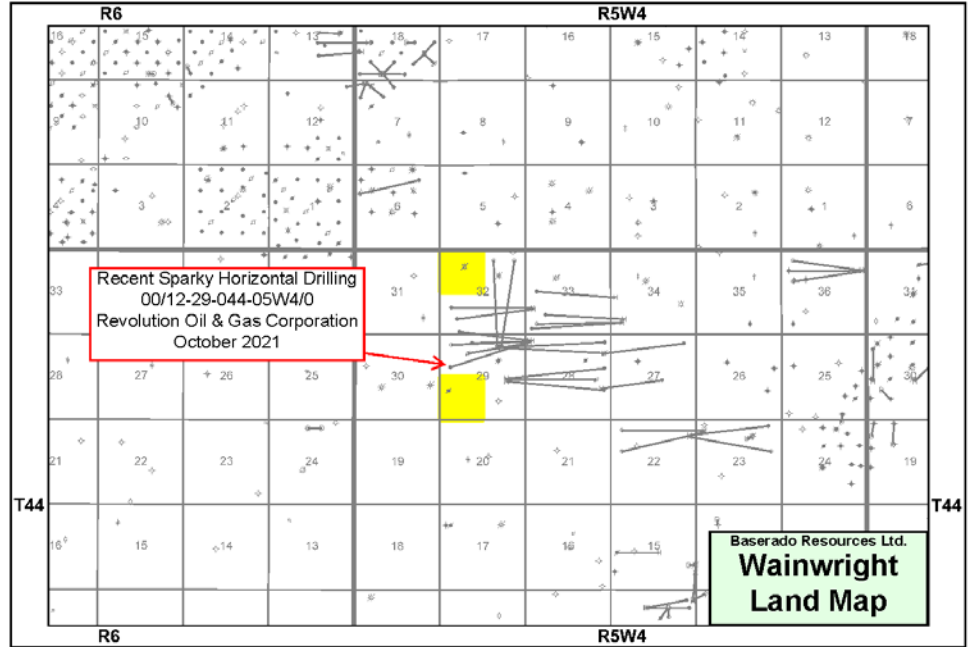 R6 R5W4
16 15 14 13 18 17 16 15 14 13 18
9 10 11 12 7 8 9 10 11 12 7
3 2 1 6 5 4 3 2 1 6
33 31 32 33 34 36 31
Recent Sparky Horizontal Drilling
00/12-29-044-05W4/0
Revolution Oil & Gas Corporation
October 2021
28 27 26 25 30 29 28 27 26 25 30
21 22 23 24 19 20 21 22 23 24 19
T44 T44
16 15 14 13 18 17 16 15
Baserado Resources Ltd.
Wainwright
Land Map
R6 R5W4